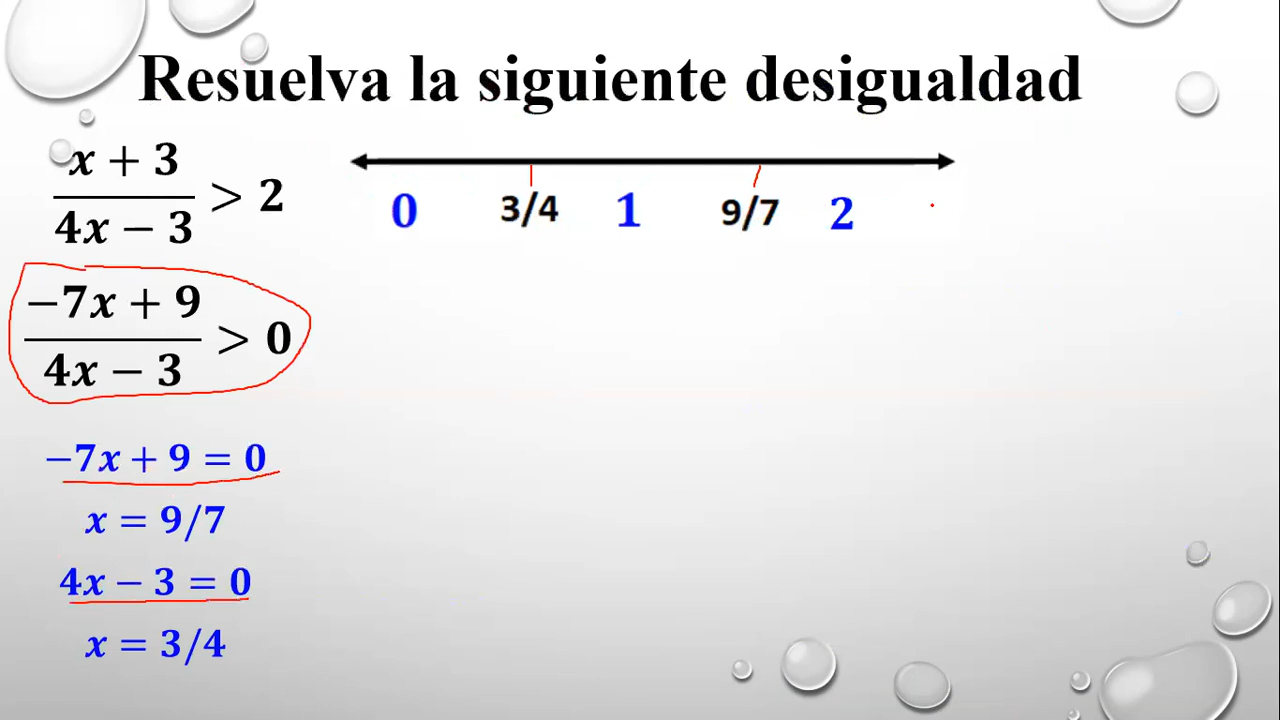 Resuelva la siguiente desigualdad
x + 3
4x − 3
> 2
0 3/4 1 9/7 2
−7x + 9
4x − 3
> 0
−7x + 9 = 0
x = 9/7
4x − 3 = 0
x = 3/4